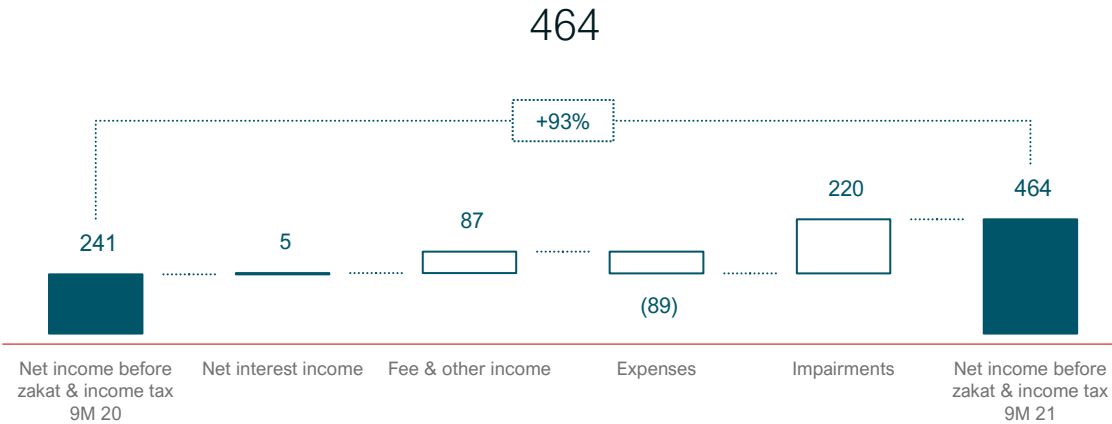 464
+93%
241
5
87
(89)
220
464
Net income before
zakat & income tax
9M 20
Net interest income
Fee & other income
Expenses
Impairments
Net income before
zakat & income tax
9M 21